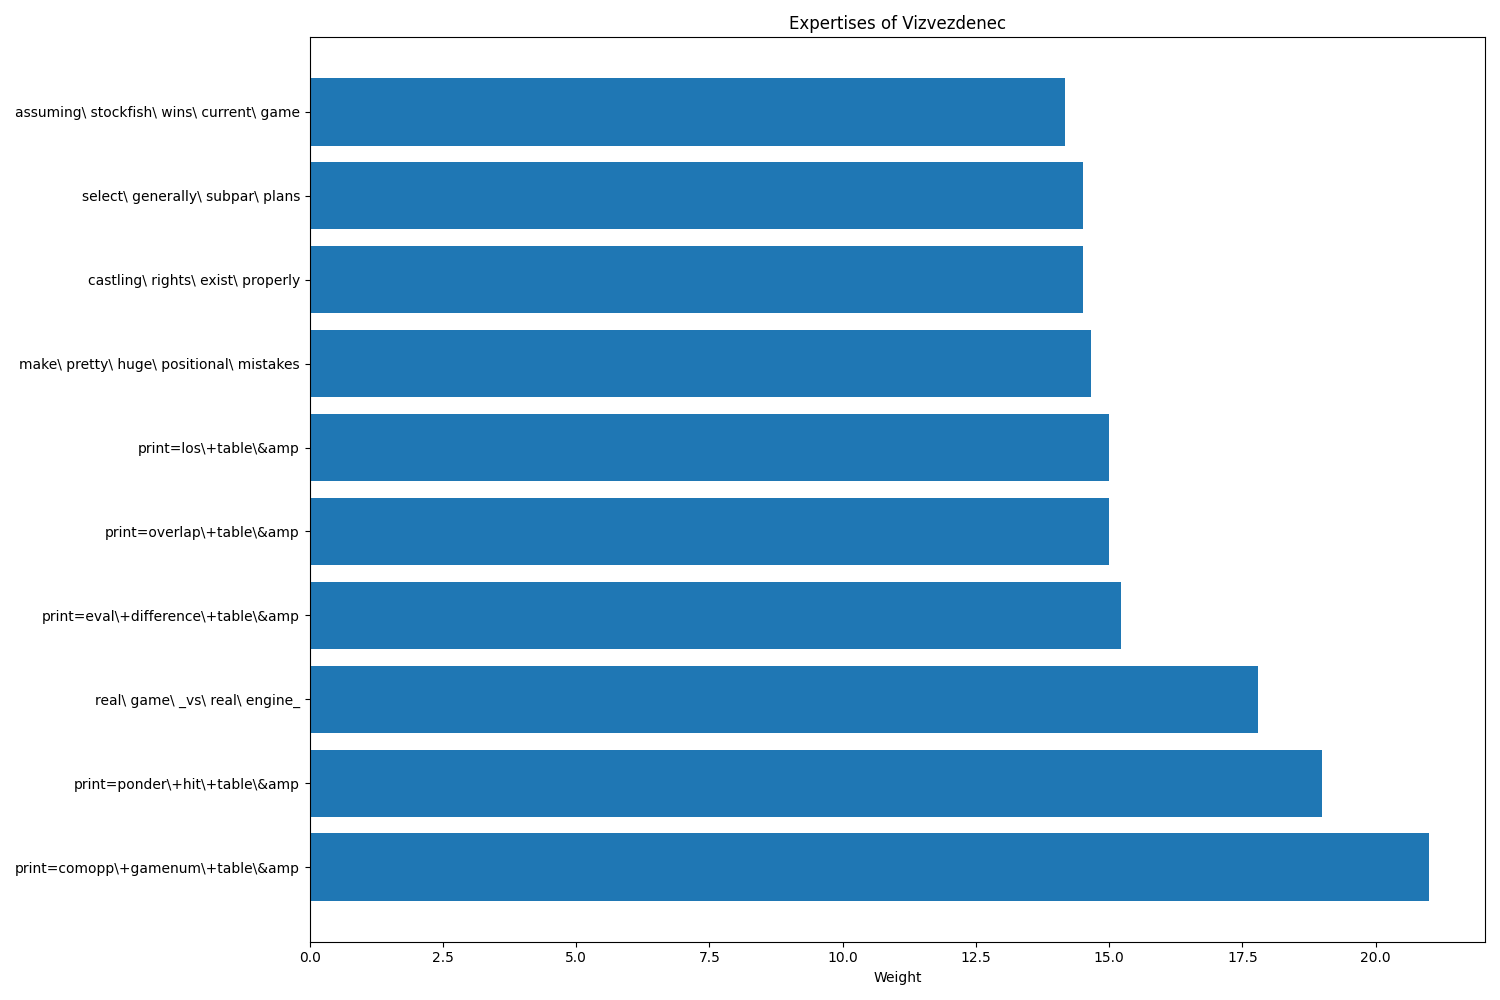 Expertises of Vizvezdenec
assuming\ stockfish\ wins\ current\ game
select\ generally\ subpar\ plans
castling\ rights\ exist\ properly
make\ pretty\ huge\ positional\ mistakes
print=los\+table\&amp
print=overlap\+table\&amp
print=eval\+difference\+table\&amp
real\ game\ _vs\ real\ engine_
print=ponder\+hit\+table\&amp
print=comopp\+gamenum\+table\&amp
0.0 2.5 5.0 7.5 10.0 12.5 15.0 17.5 20.0
Weight